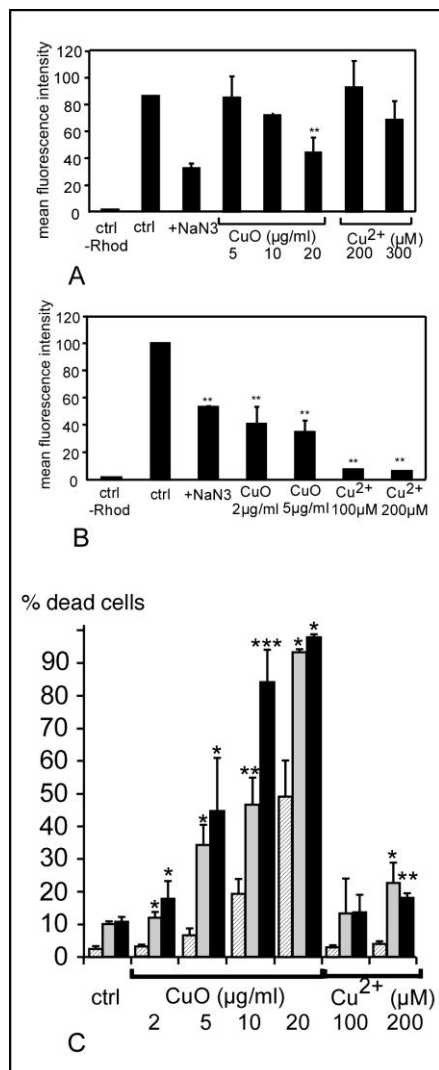 mean fluorescence intensity
120
100
80
60
40
20
0
**
ctrl
-Rhod
ctrl
+NaN3
CuO (µg/ml)
5 10 20
Cu2+ (µM)
200 300
A
mean fluorescence intensity
120
100
80
60
40
20
0
** ** ** ** **
ctrl
-Rhod
ctrl
+NaN3
CuO
2µg/ml
CuO
5µg/ml
Cu2+
100µM
Cu2+
200µM
B
% dead cells
90
80
70
60
50
40
30
20
10
0
* * * * ** *** * * * **
ctrl
CuO (µg/ml)
2 5 10 20
Cu2+ (µM)
100 200
C